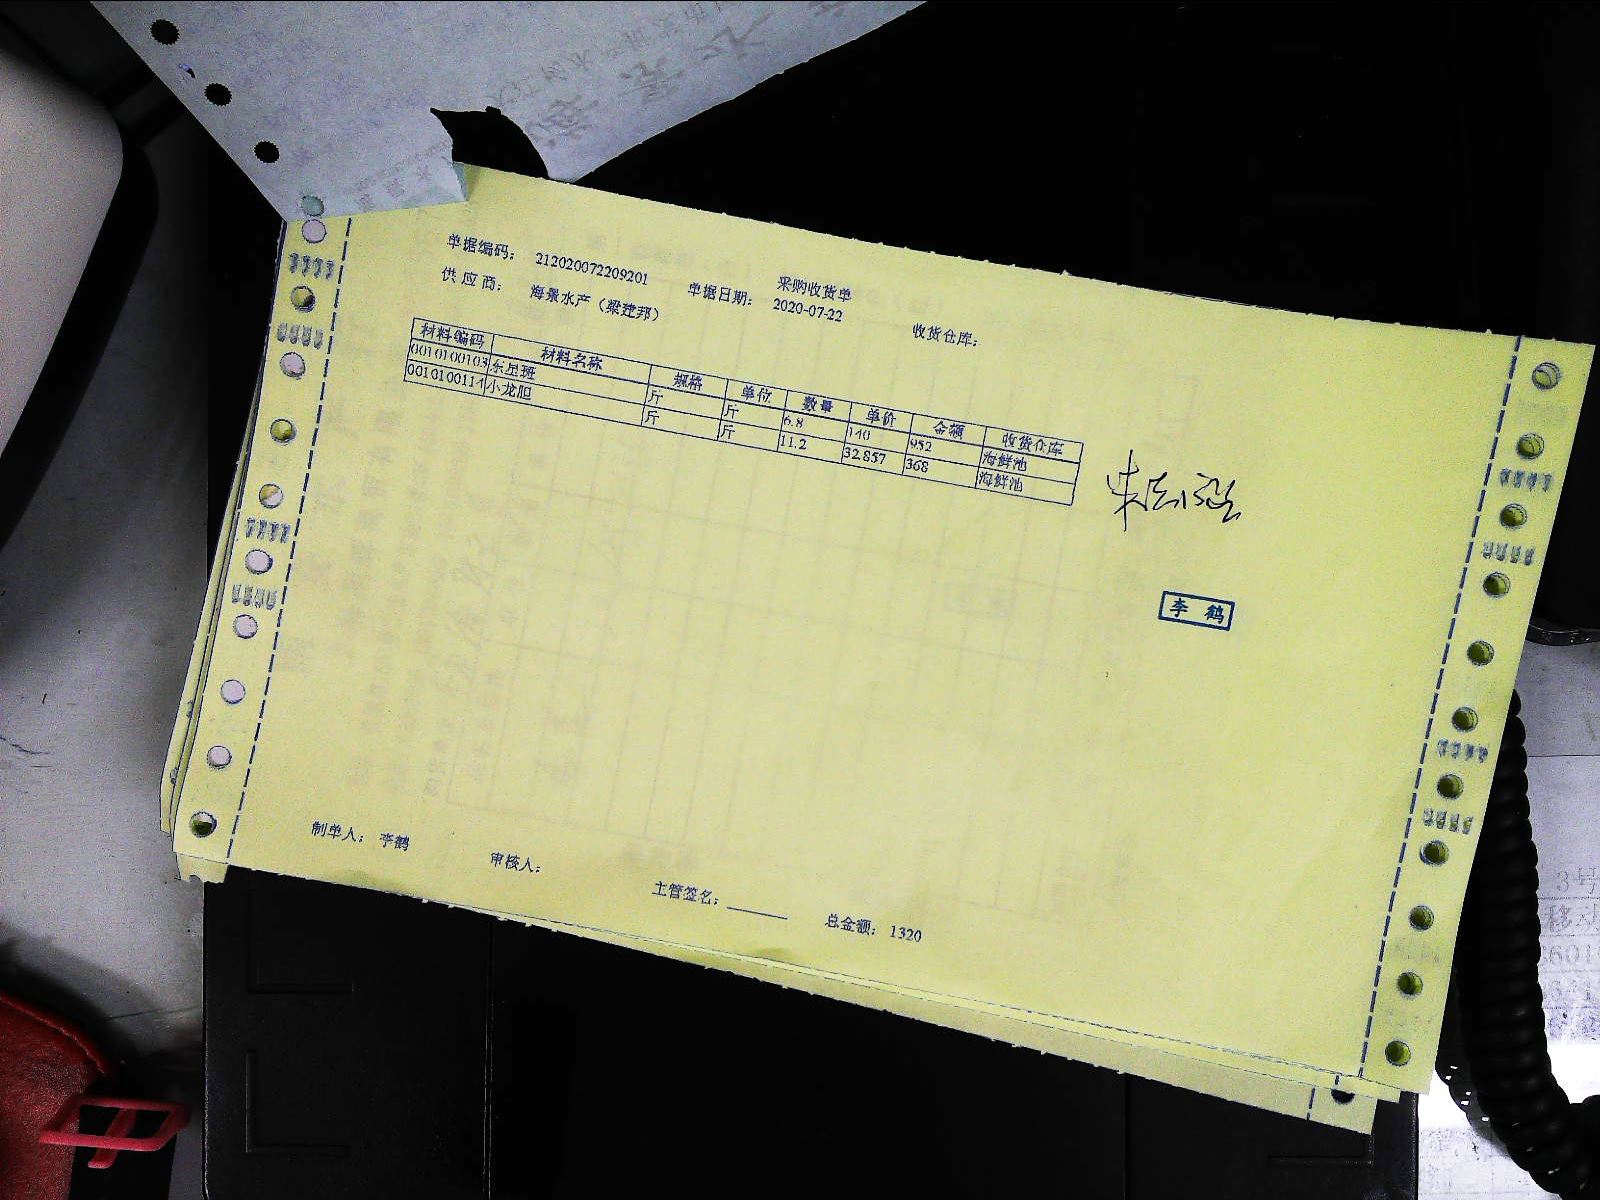 采购收货单
单据编码： 212020072209201 单据日期： 2020-07-22 收货仓库：
供 应 商： 海景水产（梁建邦）
材料编码 材料名称 规格 单位 数量 单价 金额 收货仓库
0010100103 东星斑 斤 斤 6.8 140 952 海鲜池
0010100114 小龙胆 斤 斤 11.2 32.857 368 海鲜池
李 鹤
制单人： 李鹤 审核人： 主管签名： 总金额： 1320